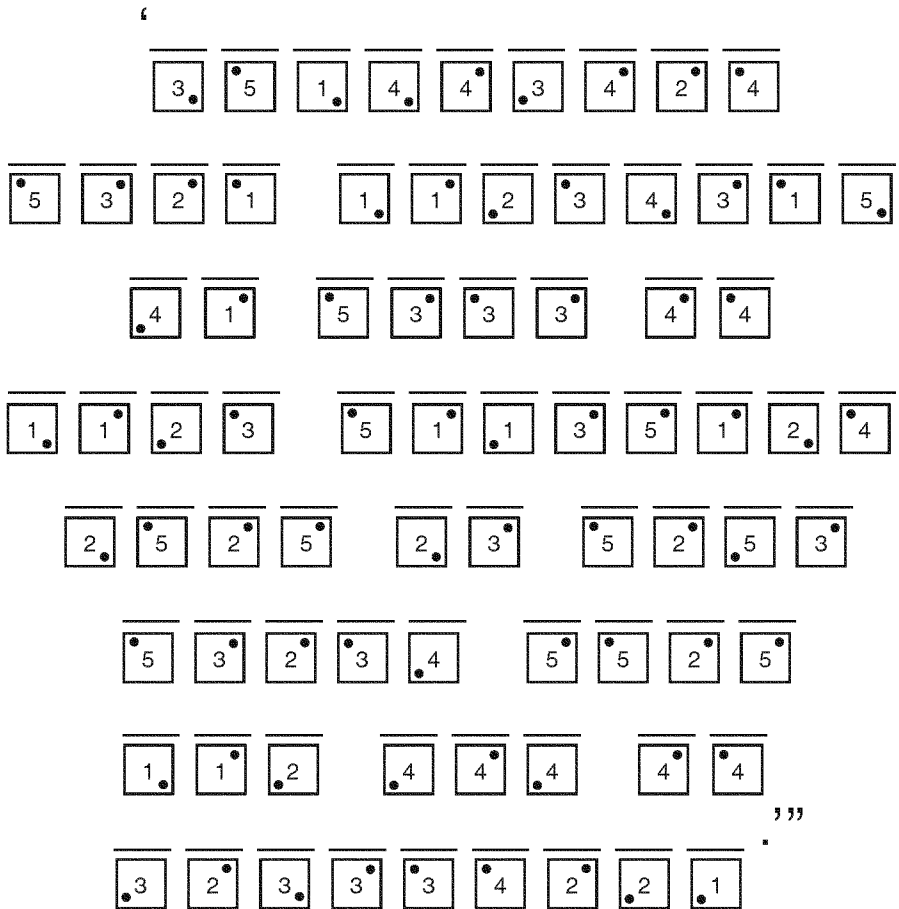 ‘
3 5 1 4 4 3 4 2 4
5 3 2 1 1 1 2 3 4 3 1 5
4 1 5 3 3 3 4 4
1 1 2 3 5 1 1 3 5 1 2 4
2 5 2 5 2 3 5 2 5 3
5 3 2 3 4 5 5 2 5
1 1 2 4 4 4 4 4
.’”
3 2 3 3 3 4 2 2 1